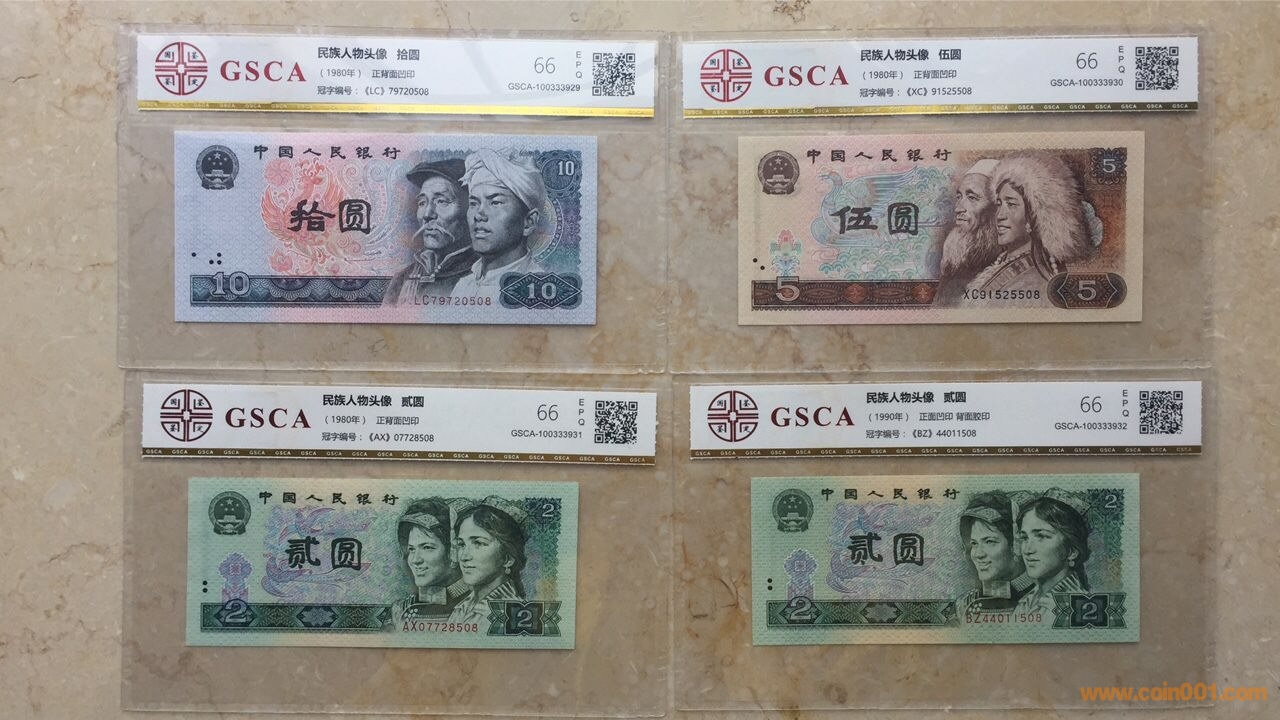 民族人物头像 拾圆
GSCA
(1980年) 正背面凹印
66
EPQ
冠字编号:《LC》79720508
GSCA-100333929
中国人民银行
10
拾圆
10
LC79720508
10
民族人物头像 伍圆
GSCA
(1980年) 正背面凹印
66
EPQ
冠字编号:《XC》91525508
GSCA-100333930
中国人民银行
5
伍圆
5
XC91525508
5
民族人物头像 贰圆
GSCA
(1980年) 正背面凹印
66
EPQ
冠字编号:《AX》07728508
GSCA-100333931
中国人民银行
2
贰圆
2
AX07728508
2
民族人物头像 贰圆
GSCA
(1990年) 正面凹印 背面胶印
66
EPQ
冠字编号:《BZ》44011508
GSCA-100333932
中国人民银行
2
贰圆
2
BZ44011508
2
www.coin001.com